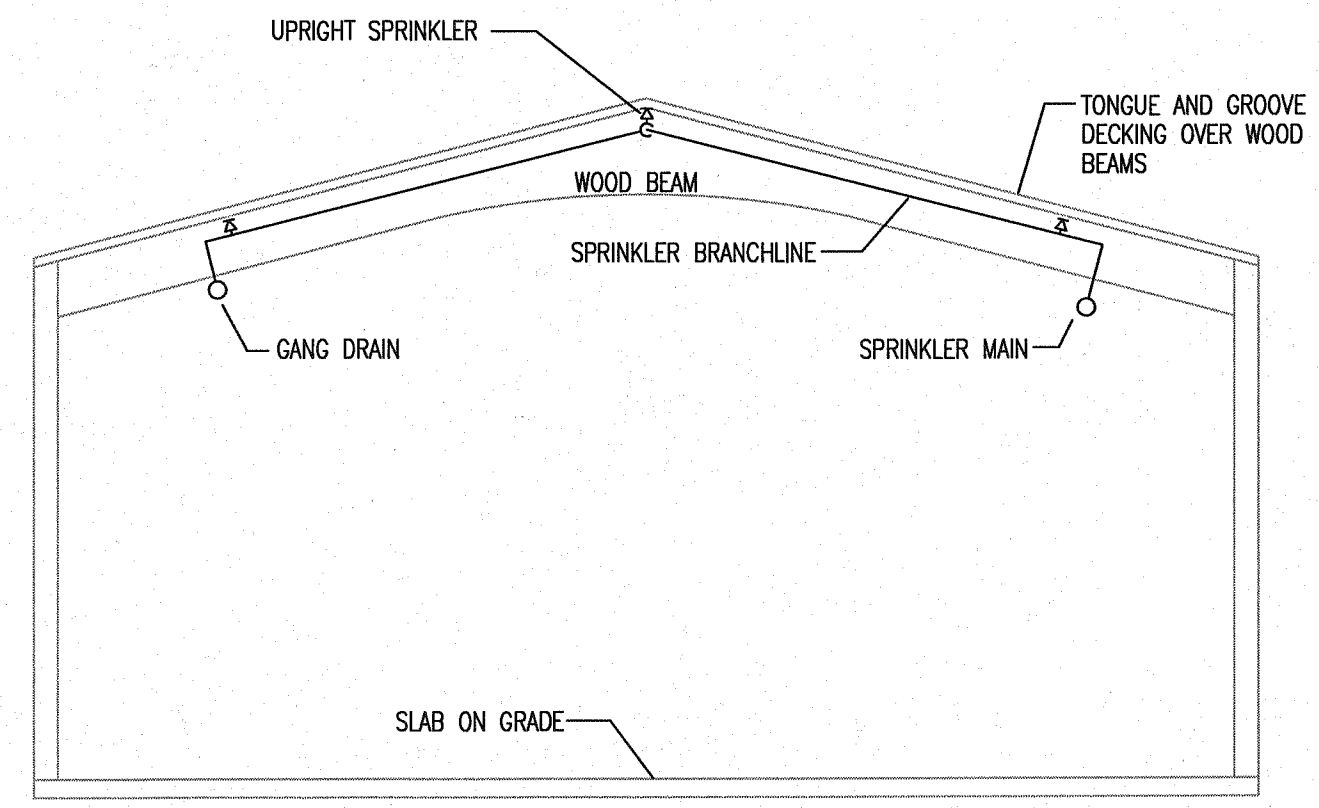 UPRIGHT SPRINKLER
TONGUE AND GROOVE
DECKING OVER WOOD
BEAMS
WOOD BEAM
SPRINKLER BRANCHLINE
GANG DRAIN
SPRINKLER MAIN
SLAB ON GRADE